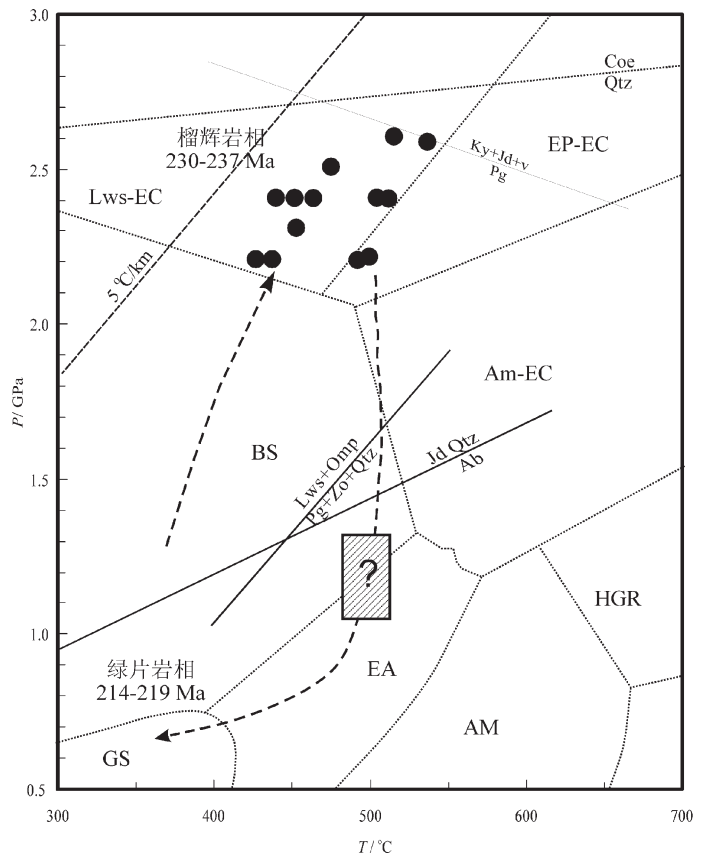 3.0
Coe
Qtz
榴辉岩相
230-237 Ma
Ky+Jd+v
Pg
EP-EC
2.5
Lws-EC
5 ℃/km
2.0
P/ GPa
Am-EC
BS
Lws+Omp
Pg+Zo+Qtz
Jd Qtz
Ab
1.5
?
HGR
1.0
绿片岩相
214-219 Ma
EA
AM
GS
0.5
300
400
500
600
700
T / ℃